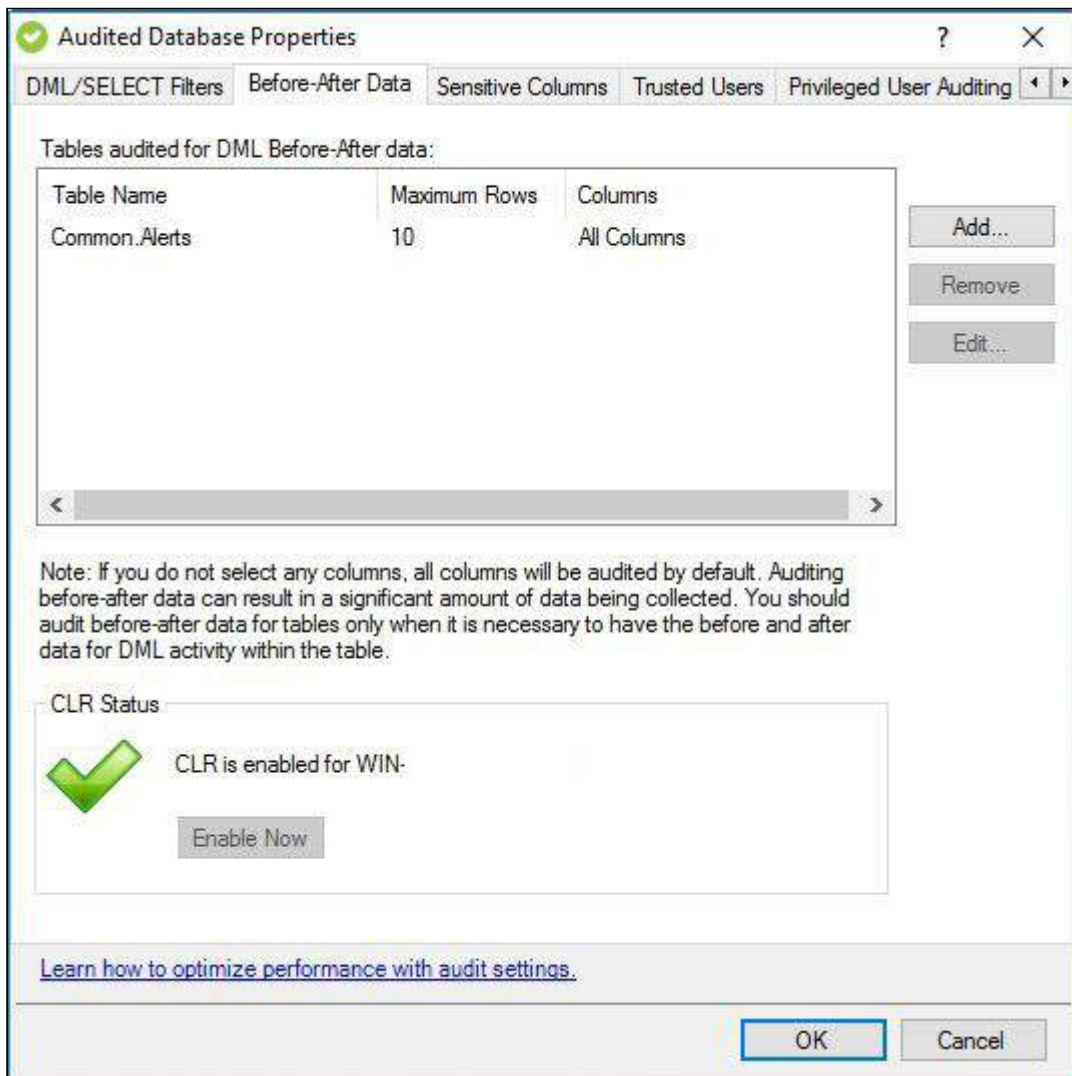 Audited Database Properties ? ×
DML/SELECT Filters Before-After Data Sensitive Columns Trusted Users Privileged User Auditing
Tables audited for DML Before-After data:
Table Name Maximum Rows Columns
Common.Alerts 10 All Columns
Add...
Remove
Edit...
Note: If you do not select any columns, all columns will be audited by default. Auditing
before-after data can result in a significant amount of data being collected. You should
audit before-after data for tables only when it is necessary to have the before and after
data for DML activity within the table.
CLR Status
CLR is enabled for WIN-
Enable Now
Learn how to optimize performance with audit settings.
OK Cancel